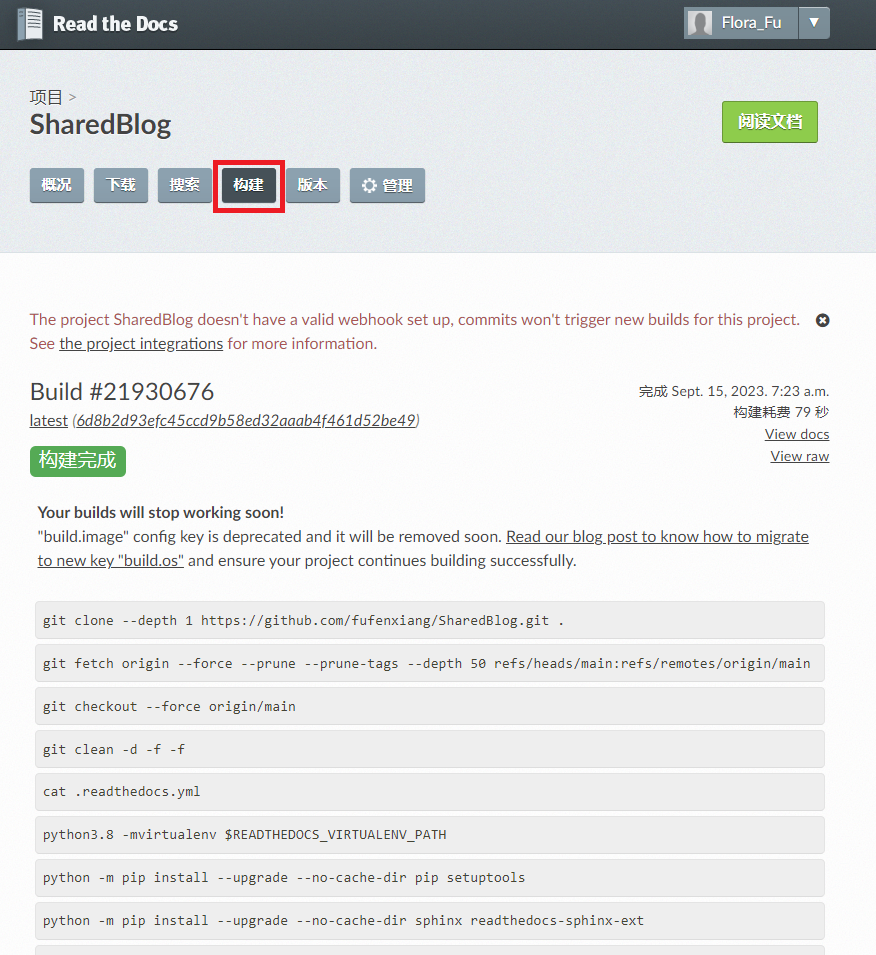 Read the Docs
Flora_Fu
项目 >
SharedBlog
阅读文档
概况
下载
搜索
构建
版本
管理
The project SharedBlog doesn't have a valid webhook set up, commits won't trigger new builds for this project.
See the project integrations for more information.
Build #21930676
完成 Sept. 15, 2023. 7:23 a.m.
构建耗费 79 秒
latest (6d8b2d93efc45ccd9b58ed32aaab4f461d52be49)
View docs
View raw
构建完成
Your builds will stop working soon!
"build.image" config key is deprecated and it will be removed soon. Read our blog post to know how to migrate
to new key "build.os" and ensure your project continues building successfully.
git clone --depth 1 https://github.com/fufenxiang/SharedBlog.git .
git fetch origin --force --prune --prune-tags --depth 50 refs/heads/main:refs/remotes/origin/main
git checkout --force origin/main
git clean -d -f -f
cat .readthedocs.yml
python3.8 -mvirtualenv $READTHEDOCS_VIRTUALENV_PATH
python -m pip install --upgrade --no-cache-dir pip setuptools
python -m pip install --upgrade --no-cache-dir sphinx readthedocs-sphinx-ext